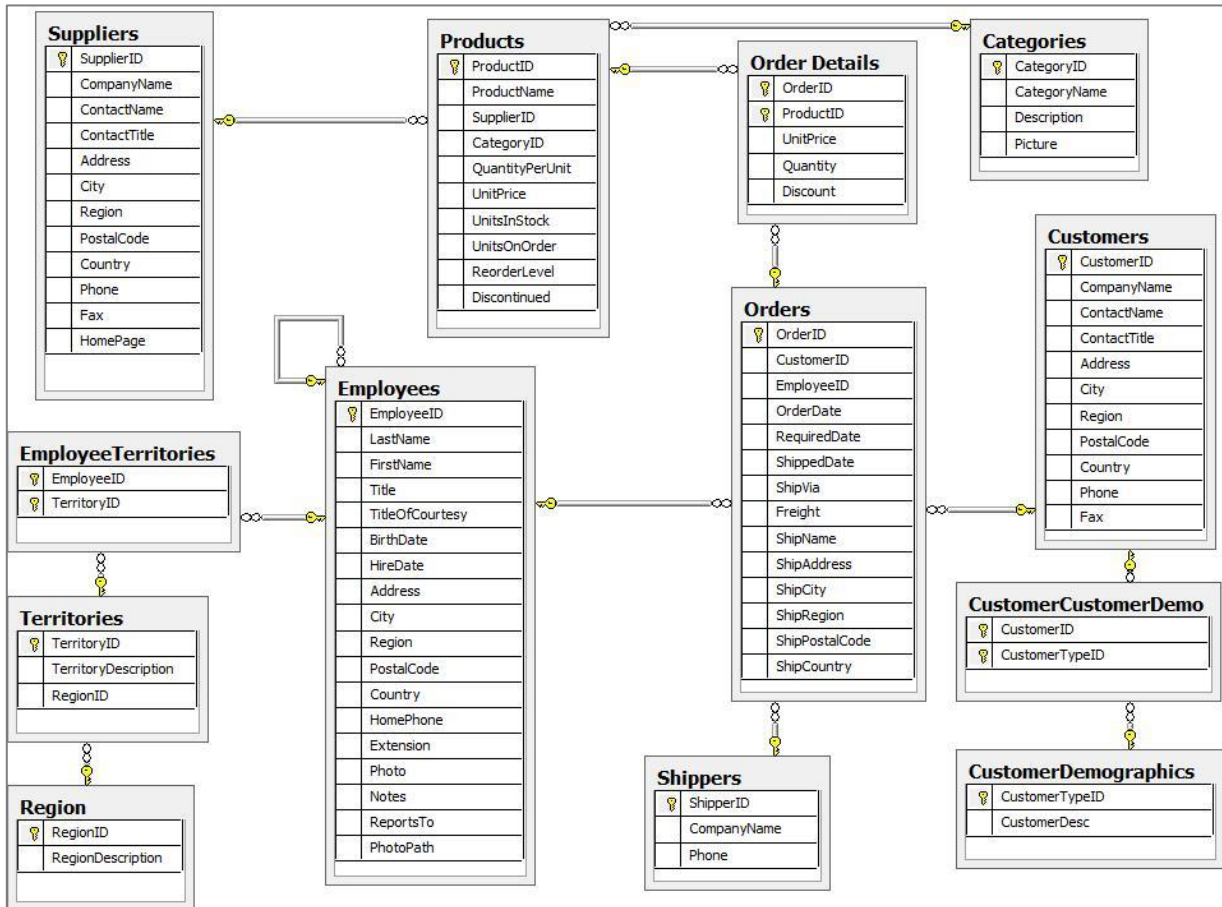 Suppliers
SupplierID
CompanyName
ContactName
ContactTitle
Address
City
Region
PostalCode
Country
Phone
Fax
HomePage
Products
ProductID
ProductName
SupplierID
CategoryID
QuantityPerUnit
UnitPrice
UnitsInStock
UnitsOnOrder
ReorderLevel
Discontinued
Order Details
OrderID
ProductID
UnitPrice
Quantity
Discount
Categories
CategoryID
CategoryName
Description
Picture
EmployeeTerritories
EmployeeID
TerritoryID
Territories
TerritoryID
TerritoryDescription
RegionID
Region
RegionID
RegionDescription
Employees
EmployeeID
LastName
FirstName
Title
TitleOfCourtesy
BirthDate
HireDate
Address
City
Region
PostalCode
Country
HomePhone
Extension
Photo
Notes
ReportsTo
PhotoPath
Orders
OrderID
CustomerID
EmployeeID
OrderDate
RequiredDate
ShippedDate
ShipVia
Freight
ShipName
ShipAddress
ShipCity
ShipRegion
ShipPostalCode
ShipCountry
Shippers
ShipperID
CompanyName
Phone
Customers
CustomerID
CompanyName
ContactName
ContactTitle
Address
City
Region
PostalCode
Country
Phone
Fax
CustomerCustomerDemo
CustomerID
CustomerTypeID
CustomerDemographics
CustomerTypeID
CustomerDesc